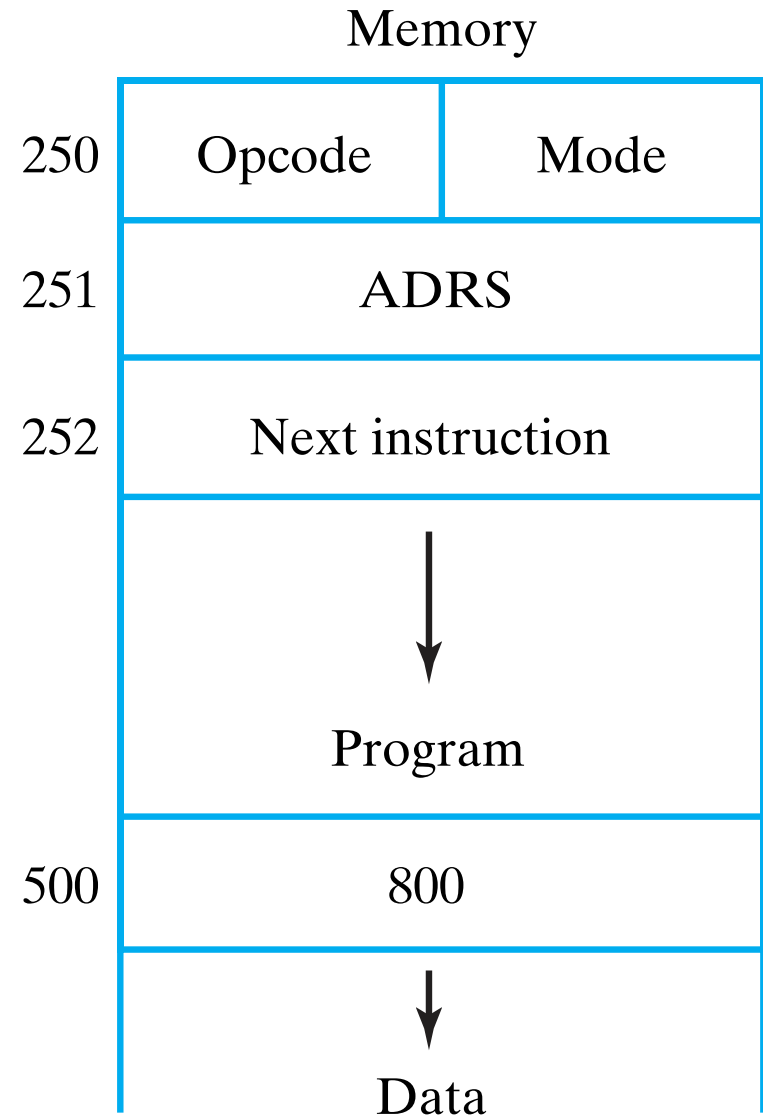 Memory
250 Opcode Mode
251 ADRS
252 Next instruction
Program
500 800
Data